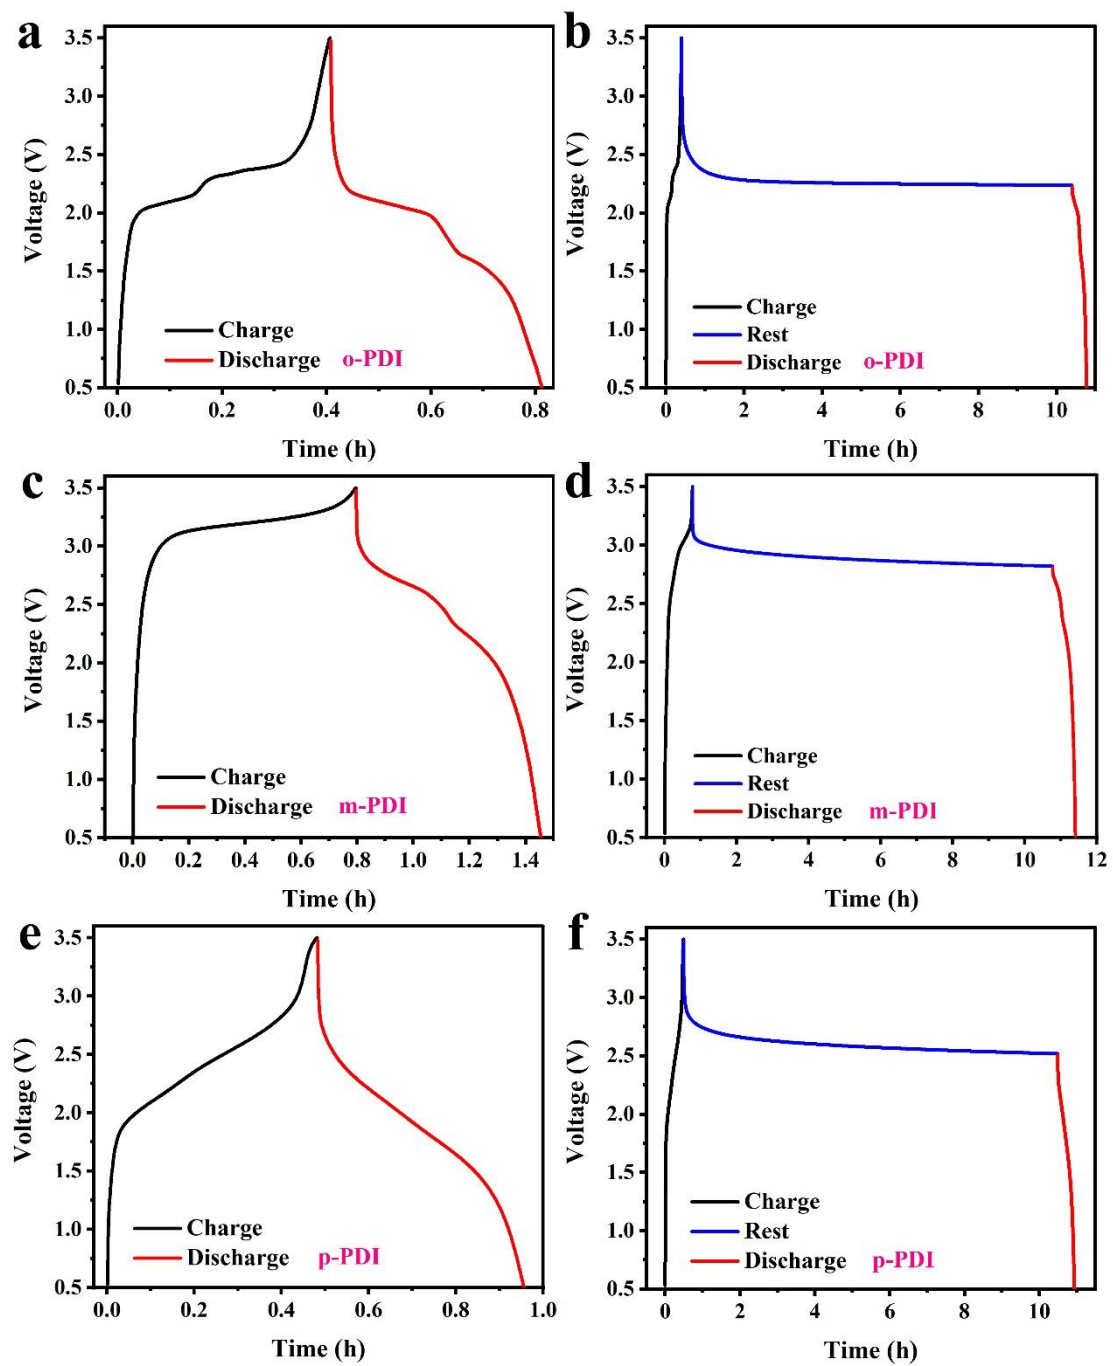 a
3.5
3.0
2.5
2.0
1.5
1.0
0.5
Voltage (V)
Charge
Discharge o-PDI
0.0 0.2 0.4 0.6 0.8
Time (h)
b
3.5
3.0
2.5
2.0
1.5
1.0
0.5
Voltage (V)
Charge
Rest
Discharge o-PDI
0 2 4 6 8 10
Time (h)
c
3.5
3.0
2.5
2.0
1.5
1.0
0.5
Voltage (V)
Charge
Discharge m-PDI
0.0 0.2 0.4 0.6 0.8 1.0 1.2 1.4
Time (h)
d
3.5
3.0
2.5
2.0
1.5
1.0
0.5
Voltage (V)
Charge
Rest
Discharge m-PDI
0 2 4 6 8 10 12
Time (h)
e
3.5
3.0
2.5
2.0
1.5
1.0
0.5
Voltage (V)
Charge
Discharge p-PDI
0.0 0.2 0.4 0.6 0.8 1.0
Time (h)
f
3.5
3.0
2.5
2.0
1.5
1.0
0.5
Voltage (V)
Charge
Rest
Discharge p-PDI
0 2 4 6 8 10
Time (h)